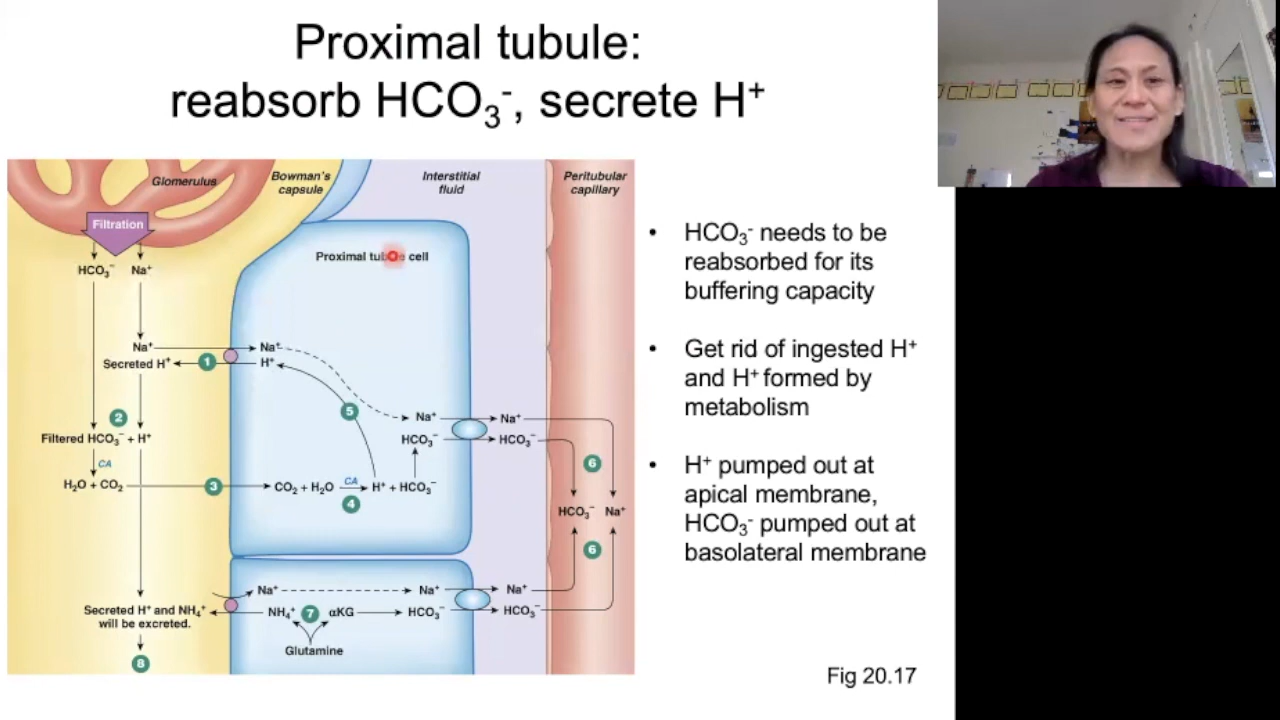 Proximal tubule:
reabsorb HCO₃⁻, secrete H⁺
Glomerulus
Bowman's
capsule
Interstitial
fluid
Peritubular
capillary
Filtration
HCO₃⁻ Na⁺
Proximal tubule cell
Na⁺ Na⁺
Secreted H⁺ 1 H⁺
5
2
Na⁺ Na⁺
Filtered HCO₃⁻ + H⁺
HCO₃⁻ HCO₃⁻
CA
6
H₂O + CO₂ 3 CO₂ + H₂O CA H⁺ + HCO₃⁻
4
HCO₃⁻ Na⁺
6
Na⁺ Na⁺ Na⁺
Secreted H⁺ and NH₄⁺ NH₄⁺ 7 αKG HCO₃⁻ HCO₃⁻
will be excreted.
Glutamine
8
• HCO₃⁻ needs to be
reabsorbed for its
buffering capacity
• Get rid of ingested H⁺
and H⁺ formed by
metabolism
• H⁺ pumped out at
apical membrane,
HCO₃⁻ pumped out at
basolateral membrane
Fig 20.17